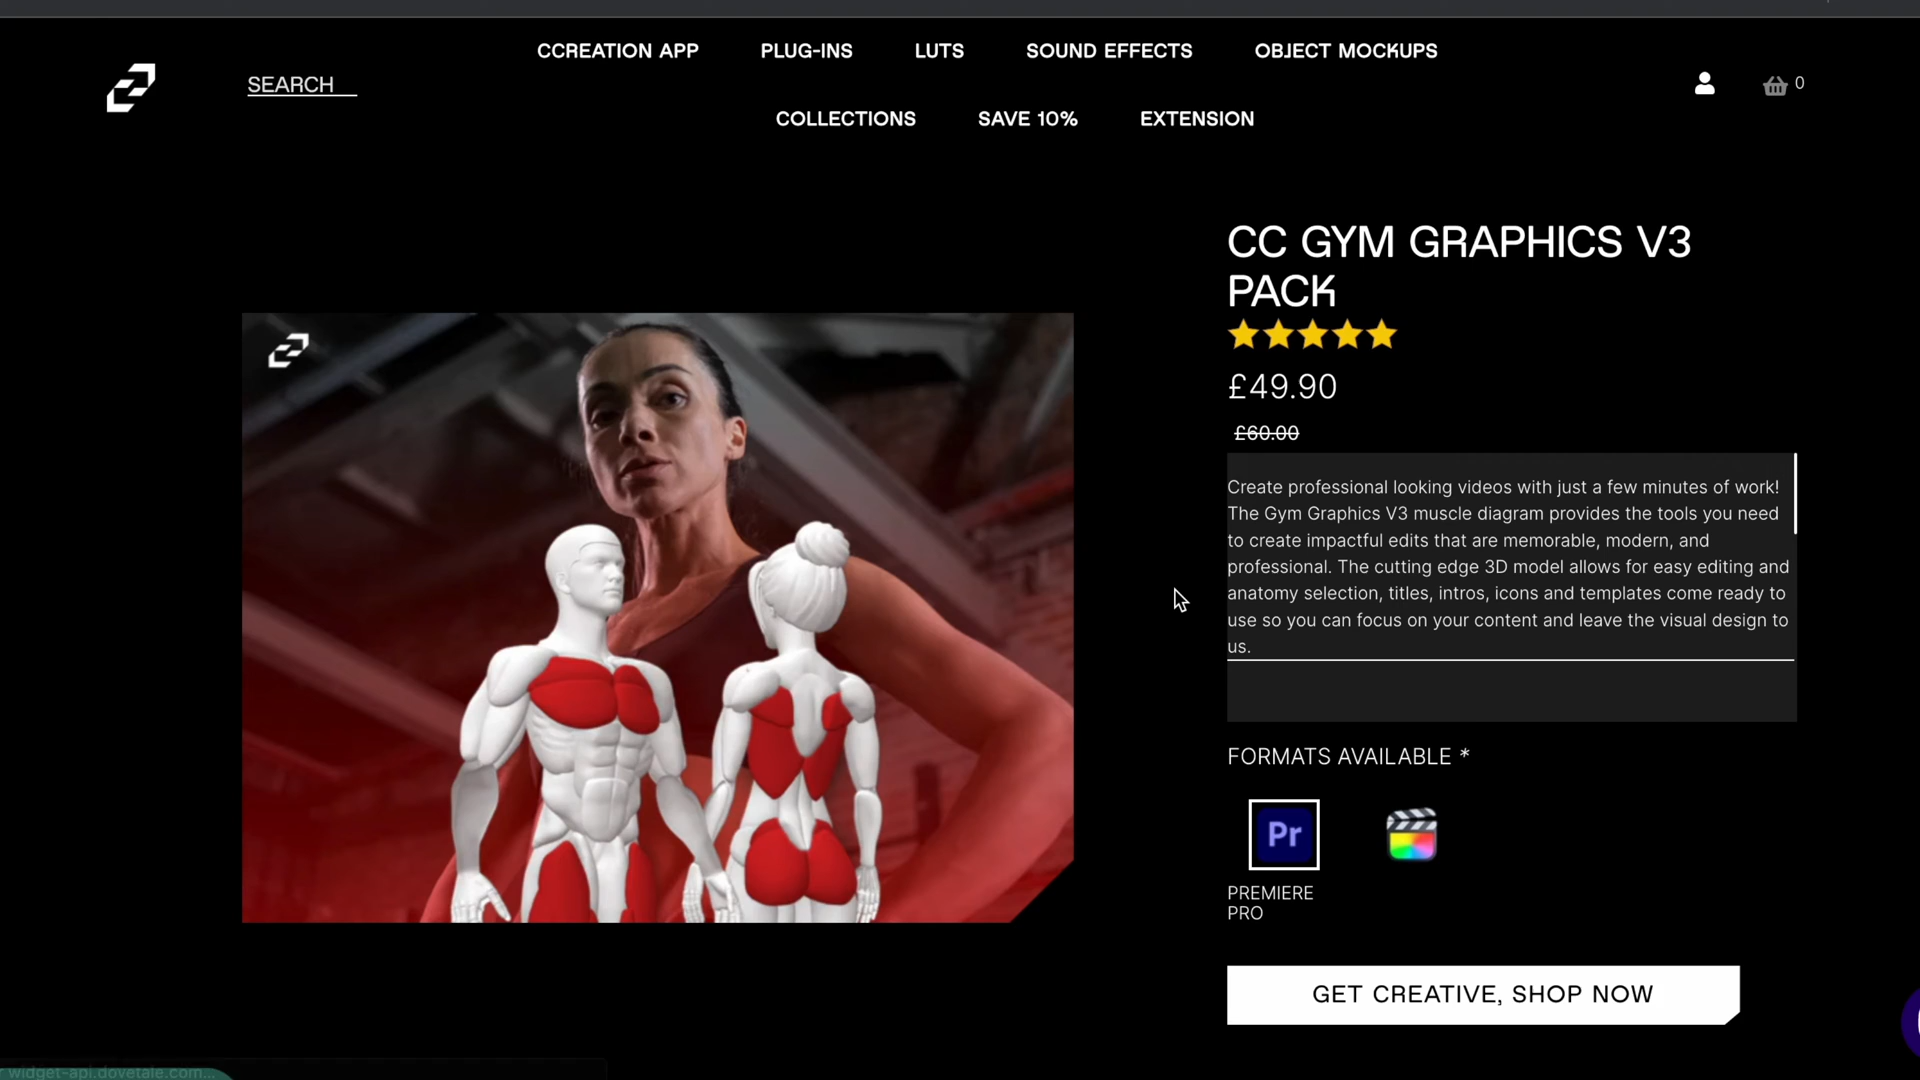 CCREATION APP PLUG-INS LUTS SOUND EFFECTS OBJECT MOCKUPS
SEARCH
0
COLLECTIONS SAVE 10% EXTENSION
CC GYM GRAPHICS V3
PACK
£49.90
£60.00
Create professional looking videos with just a few minutes of work!
The Gym Graphics V3 muscle diagram provides the tools you need
to create impactful edits that are memorable, modern, and
professional. The cutting edge 3D model allows for easy editing and
anatomy selection, titles, intros, icons and templates come ready to
use so you can focus on your content and leave the visual design to
us.
FORMATS AVAILABLE *
Pr
PREMIERE
PRO
GET CREATIVE, SHOP NOW
widget-api.dovetale.com...